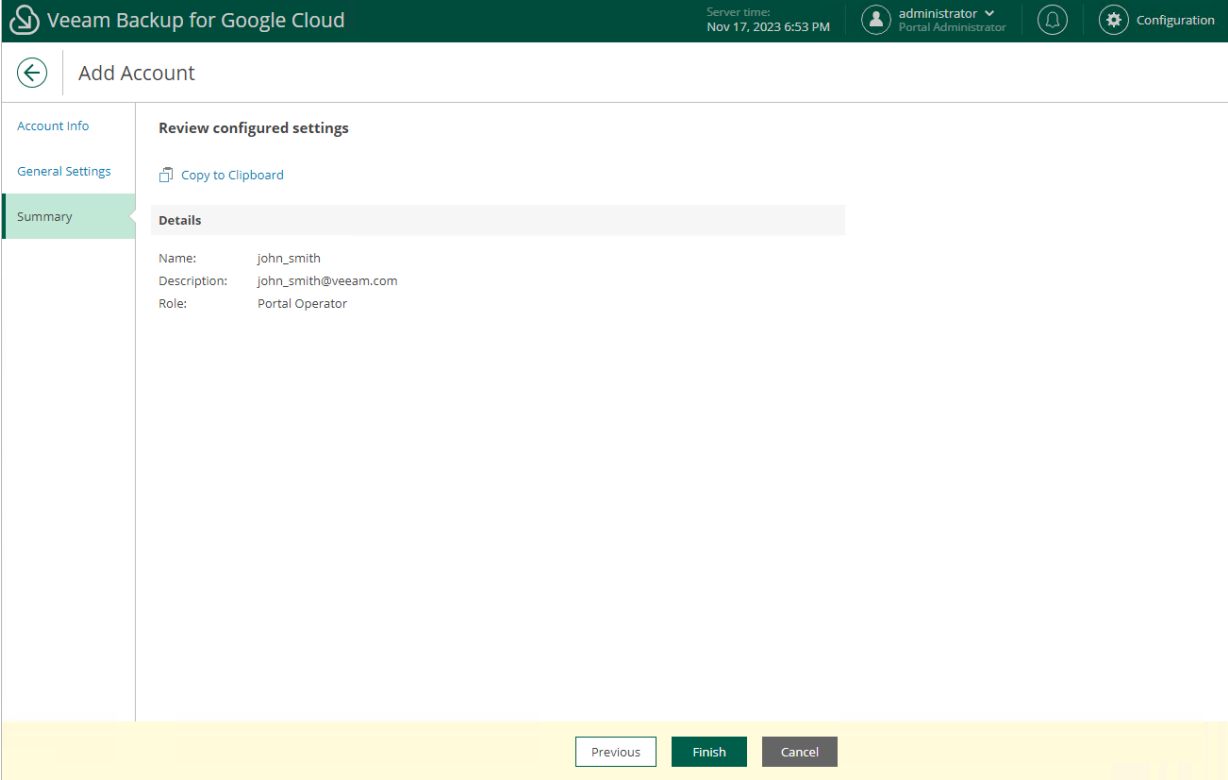 Veeam Backup for Google Cloud
Server time:
Nov 17, 2023 6:53 PM
administrator
Portal Administrator
Configuration
Add Account
Account Info
General Settings
Summary
Review configured settings
Copy to Clipboard
Details
Name: john_smith
Description: john_smith@veeam.com
Role: Portal Operator
Previous Finish Cancel